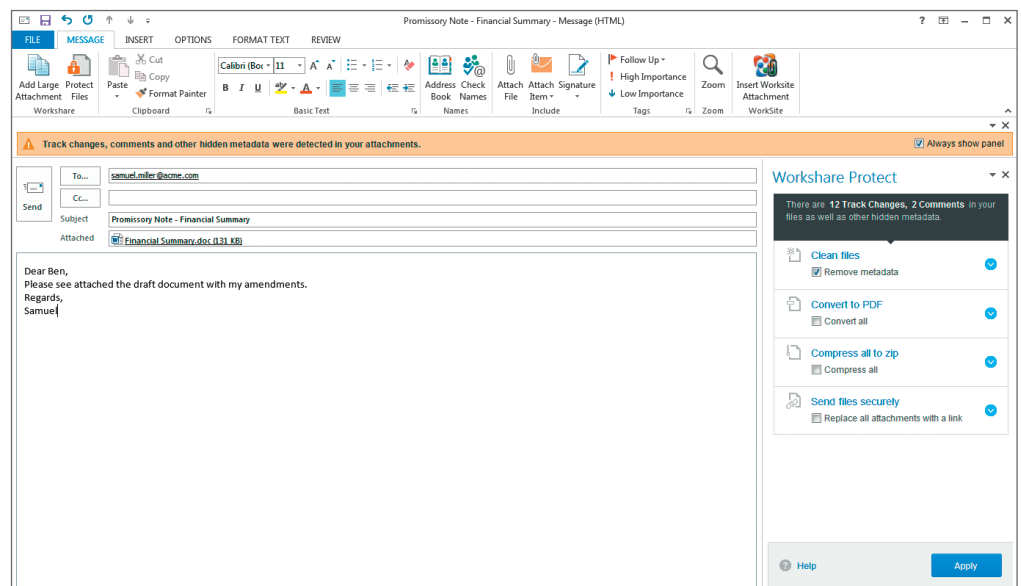 Promissory Note - Financial Summary - Message (HTML)
FILE MESSAGE INSERT OPTIONS FORMAT TEXT REVIEW
Add Large Attachment
Protect Files
Workshare
Paste
Cut
Copy
Format Painter
Clipboard
Calibri (Boc 11
B I U
Basic Text
Address Book
Check Names
Names
Attach File
Attach Item
Signature
Include
Follow Up
High Importance
Low Importance
Tags
Zoom
Zoom
Insert Worksite Attachment
WorkSite
Track changes, comments and other hidden metadata were detected in your attachments.
Always show panel
Send
To...
samuel.miller@acme.com
Cc...
Subject
Promissory Note - Financial Summary
Attached
Financial Summary.doc (131 KB)
Dear Ben,
Please see attached the draft document with my amendments.
Regards,
Samuel
Workshare Protect
There are 12 Track Changes, 2 Comments in your
files as well as other hidden metadata.
Clean files
Remove metadata
Convert to PDF
Convert all
Compress all to zip
Compress all
Send files securely
Replace all attachments with a link
Help
Apply